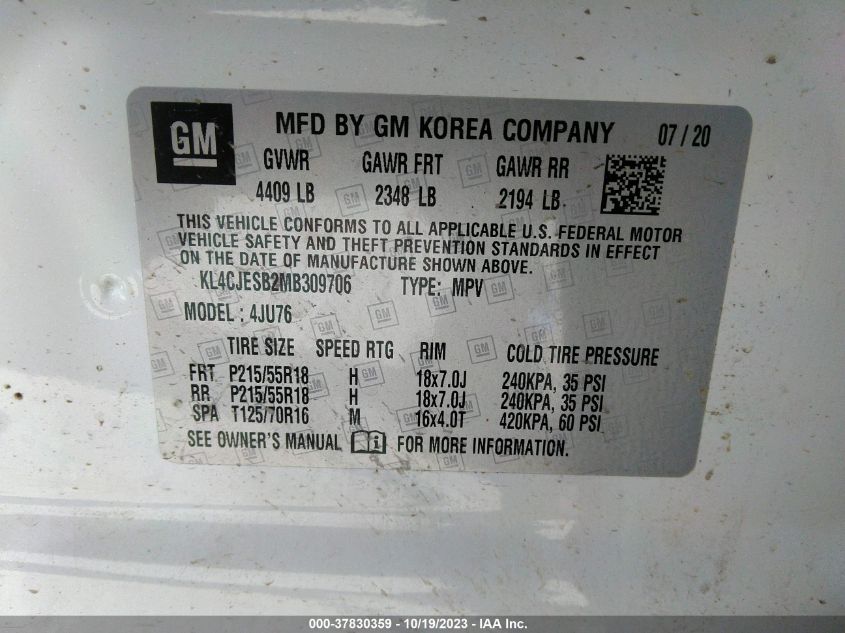 GM MFD BY GM KOREA COMPANY 07 / 20
GVWR GAWR FRT GAWR RR
4409 LB 2348 LB 2194 LB
THIS VEHICLE CONFORMS TO ALL APPLICABLE U.S. FEDERAL MOTOR
VEHICLE SAFETY AND THEFT PREVENTION STANDARDS IN EFFECT
ON THE DATE OF MANUFACTURE SHOWN ABOVE.
KL4CJESB2MB309706 TYPE: MPV
MODEL : 4JU76
TIRE SIZE SPEED RTG RIM COLD TIRE PRESSURE
FRT P215/55R18 H 18x7.0J 240KPA, 35 PSI
RR P215/55R18 H 18x7.0J 240KPA, 35 PSI
SPA T125/70R16 M 16x4.0T 420KPA, 60 PSI
SEE OWNER'S MANUAL FOR MORE INFORMATION.
000-37830359 - 10/19/2023 - IAA Inc.